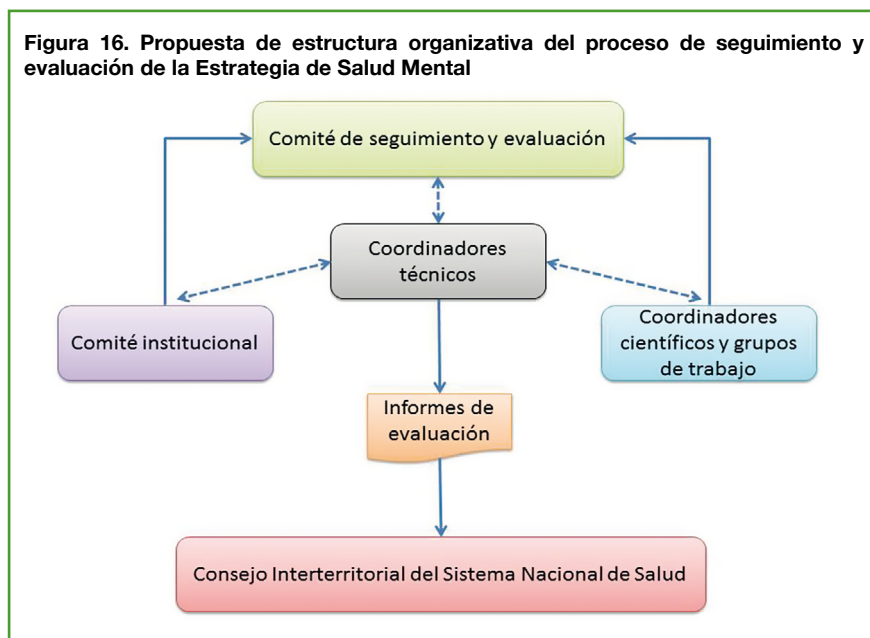 Figura 16. Propuesta de estructura organizativa del proceso de seguimiento y
evaluación de la Estrategia de Salud Mental
Comité de seguimiento y evaluación
Coordinadores
técnicos
Comité institucional
Coordinadores
científicos y grupos
de trabajo
Informes de
evaluación
Consejo Interterritorial del Sistema Nacional de Salud